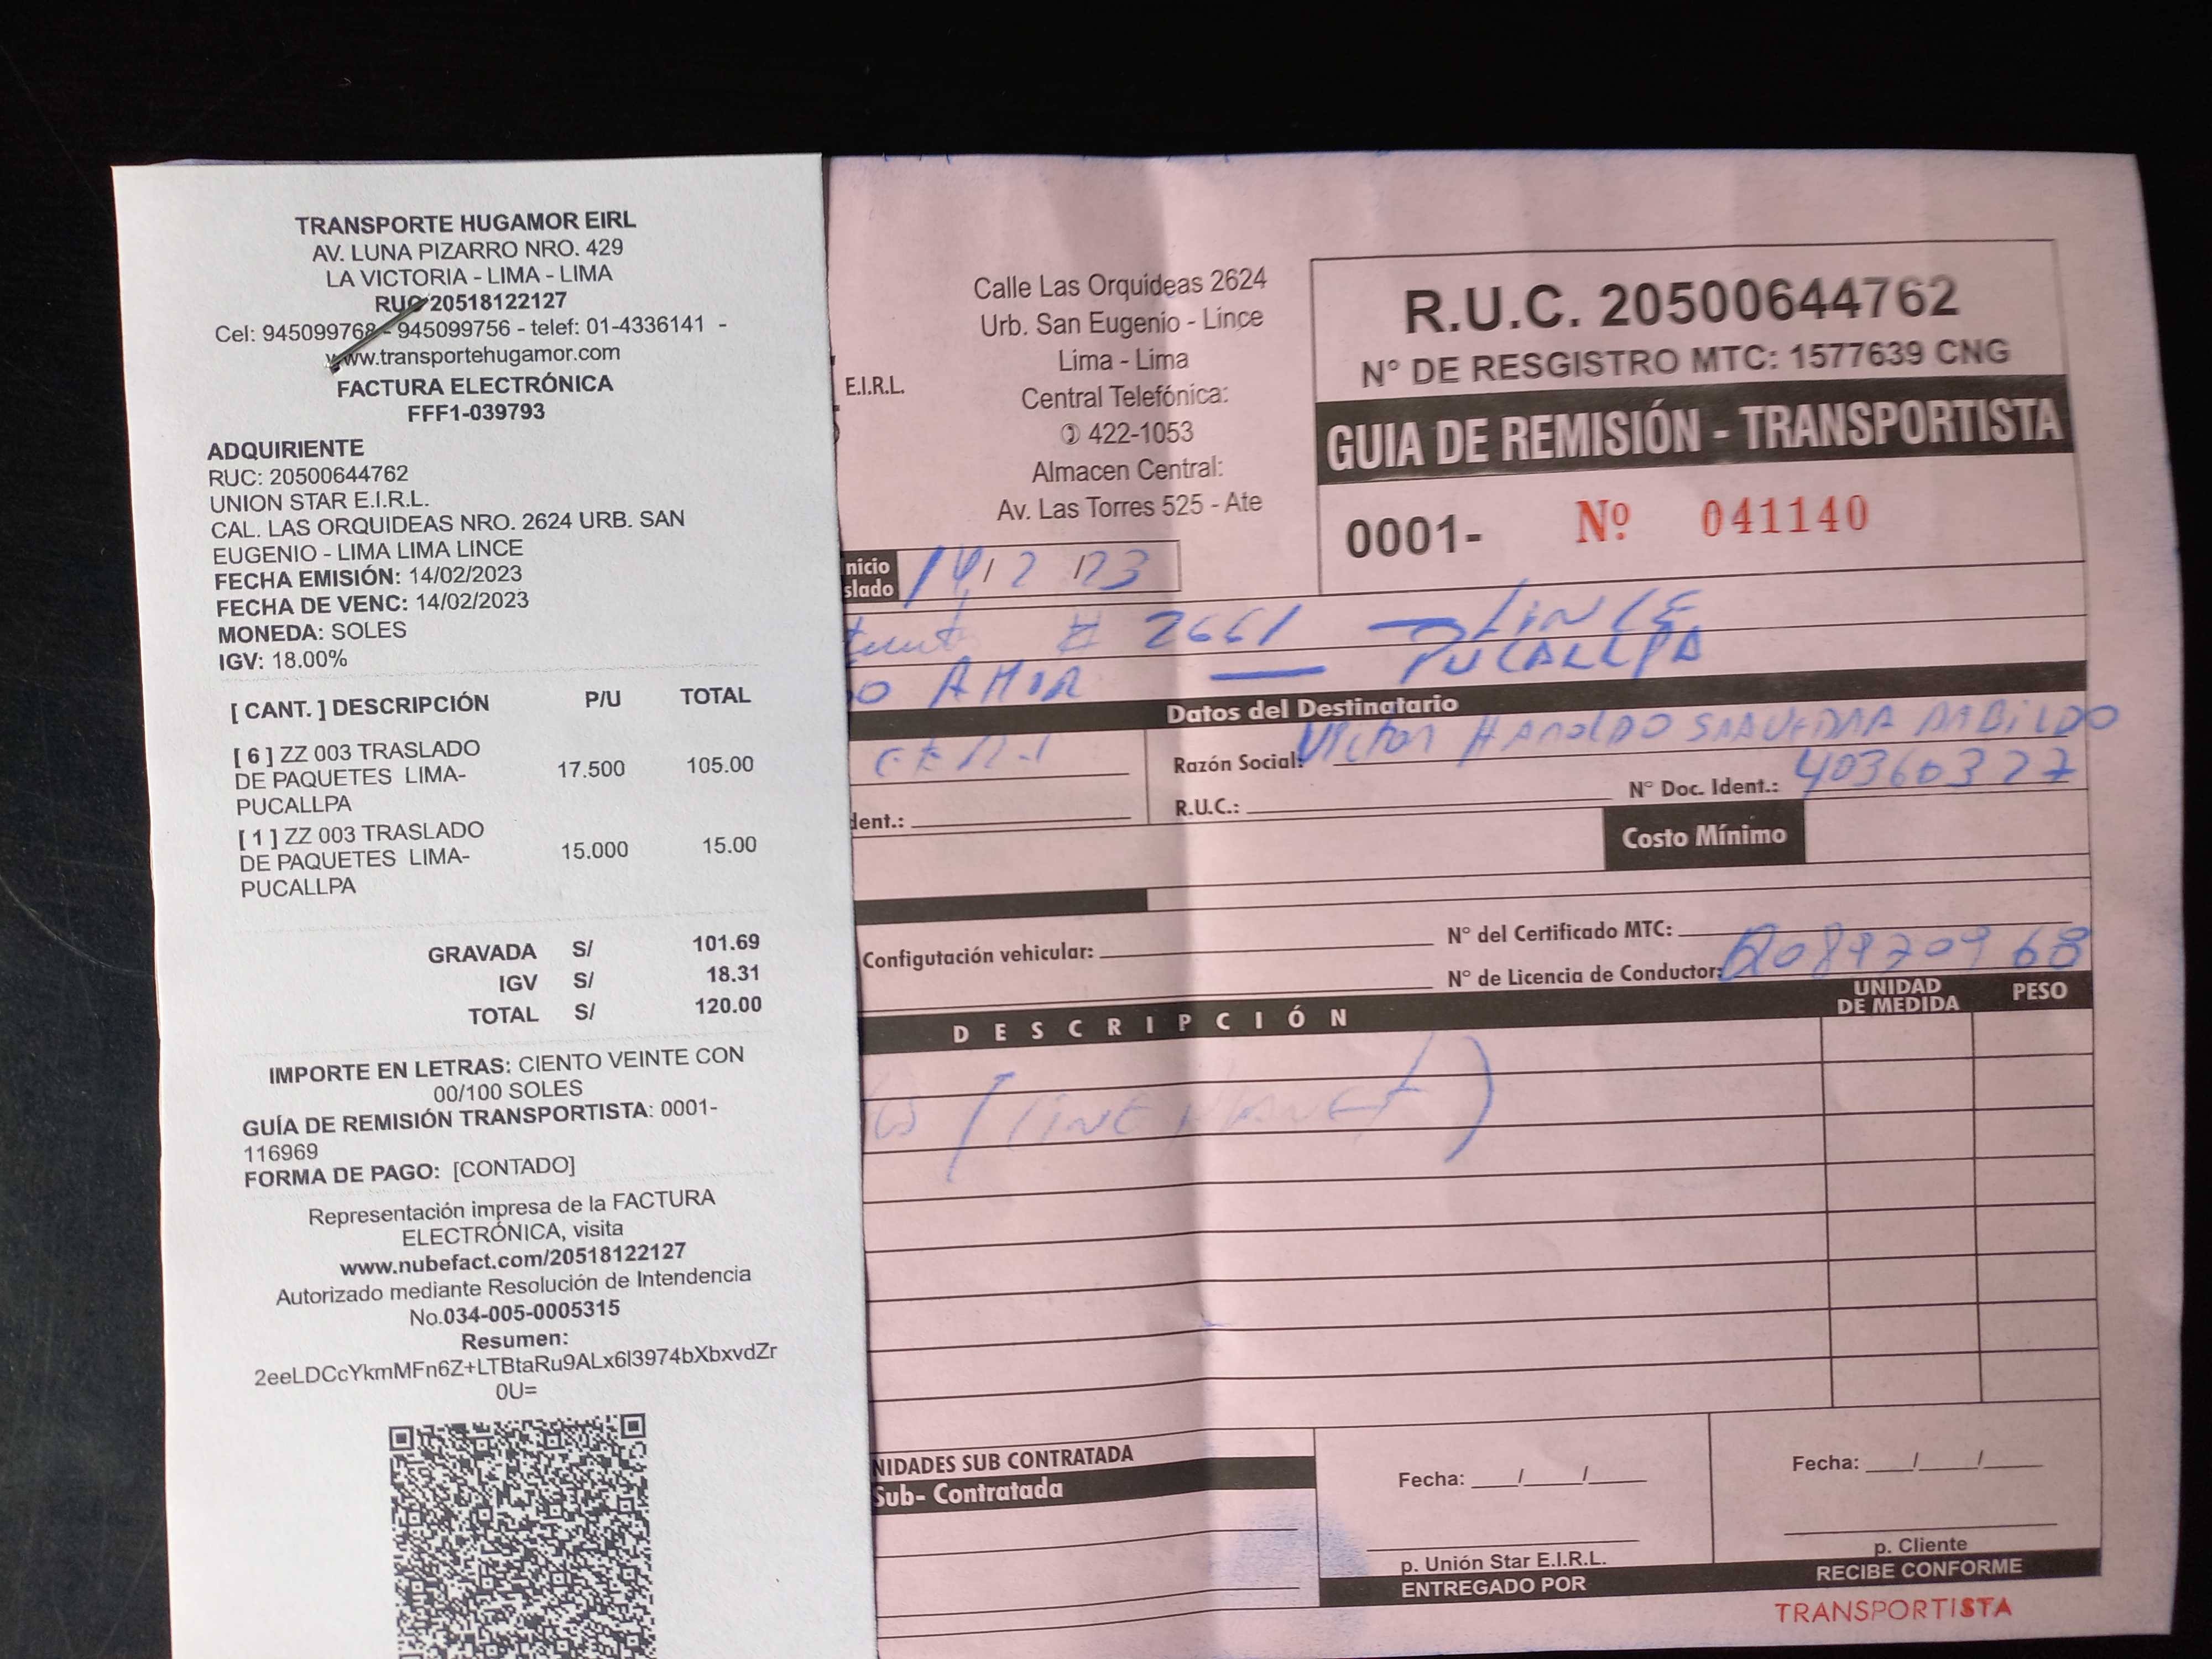 TRANSPORTE HUGAMOR EIRL
AV. LUNA PIZARRO NRO. 429
LA VICTORIA - LIMA - LIMA
RUC 20518122127
Cel: 945099768 - 945099756 - telef: 01-4336141 -
www.transportehugamor.com
FACTURA ELECTRÓNICA
FFF1-039793
ADQUIRIENTE
RUC: 20500644762
UNION STAR E.I.R.L.
CAL. LAS ORQUIDEAS NRO. 2624 URB. SAN
EUGENIO - LIMA LIMA LINCE
FECHA EMISIÓN: 14/02/2023
FECHA DE VENC: 14/02/2023
MONEDA: SOLES
IGV: 18.00%
[ CANT. ] DESCRIPCIÓN P/U TOTAL
[ 6 ] ZZ 003 TRASLADO
DE PAQUETES LIMA- 17.500 105.00
PUCALLPA
[ 1 ] ZZ 003 TRASLADO
DE PAQUETES LIMA- 15.000 15.00
PUCALLPA
GRAVADA S/ 101.69
IGV S/ 18.31
TOTAL S/ 120.00
IMPORTE EN LETRAS: CIENTO VEINTE CON
00/100 SOLES
GUÍA DE REMISIÓN TRANSPORTISTA: 0001-
116969
FORMA DE PAGO: [CONTADO]
Representación impresa de la FACTURA
ELECTRÓNICA, visita
www.nubefact.com/20518122127
Autorizado mediante Resolución de Intendencia
No.034-005-0005315
Resumen:
2eeLDCcYkmMFn6Z+LTBtaRu9ALx6l3974bXbxvdZr
0U=
E.I.R.L.
Calle Las Orquídeas 2624
Urb. San Eugenio - Lince
Lima - Lima
Central Telefónica:
422-1053
Almacen Central:
Av. Las Torres 525 - Ate
R.U.C. 20500644762
N° DE RESGISTRO MTC: 1577639 CNG
GUIA DE REMISIÓN - TRANSPORTISTA
0001- Nº 041140
nicio
slado
14/2/23
# 2661 — LINCE
O AMOR — PUCALLPA
Datos del Destinatario
Razón Social: Victor HAROLDO SAAVEDRA
N° Doc. Ident.: 40360327
R.U.C.:
dent.:
Costo Mínimo
N° del Certificado MTC:
Configutación vehicular:
N° de Licencia de Conductor: Q08970968
DESCRIPCIÓN
UNIDAD
DE MEDIDA
PESO
NIDADES SUB CONTRATADA
Sub- Contratada
Fecha: / /
p. Unión Star E.I.R.L.
ENTREGADO POR
Fecha: / /
p. Cliente
RECIBE CONFORME
TRANSPORTISTA